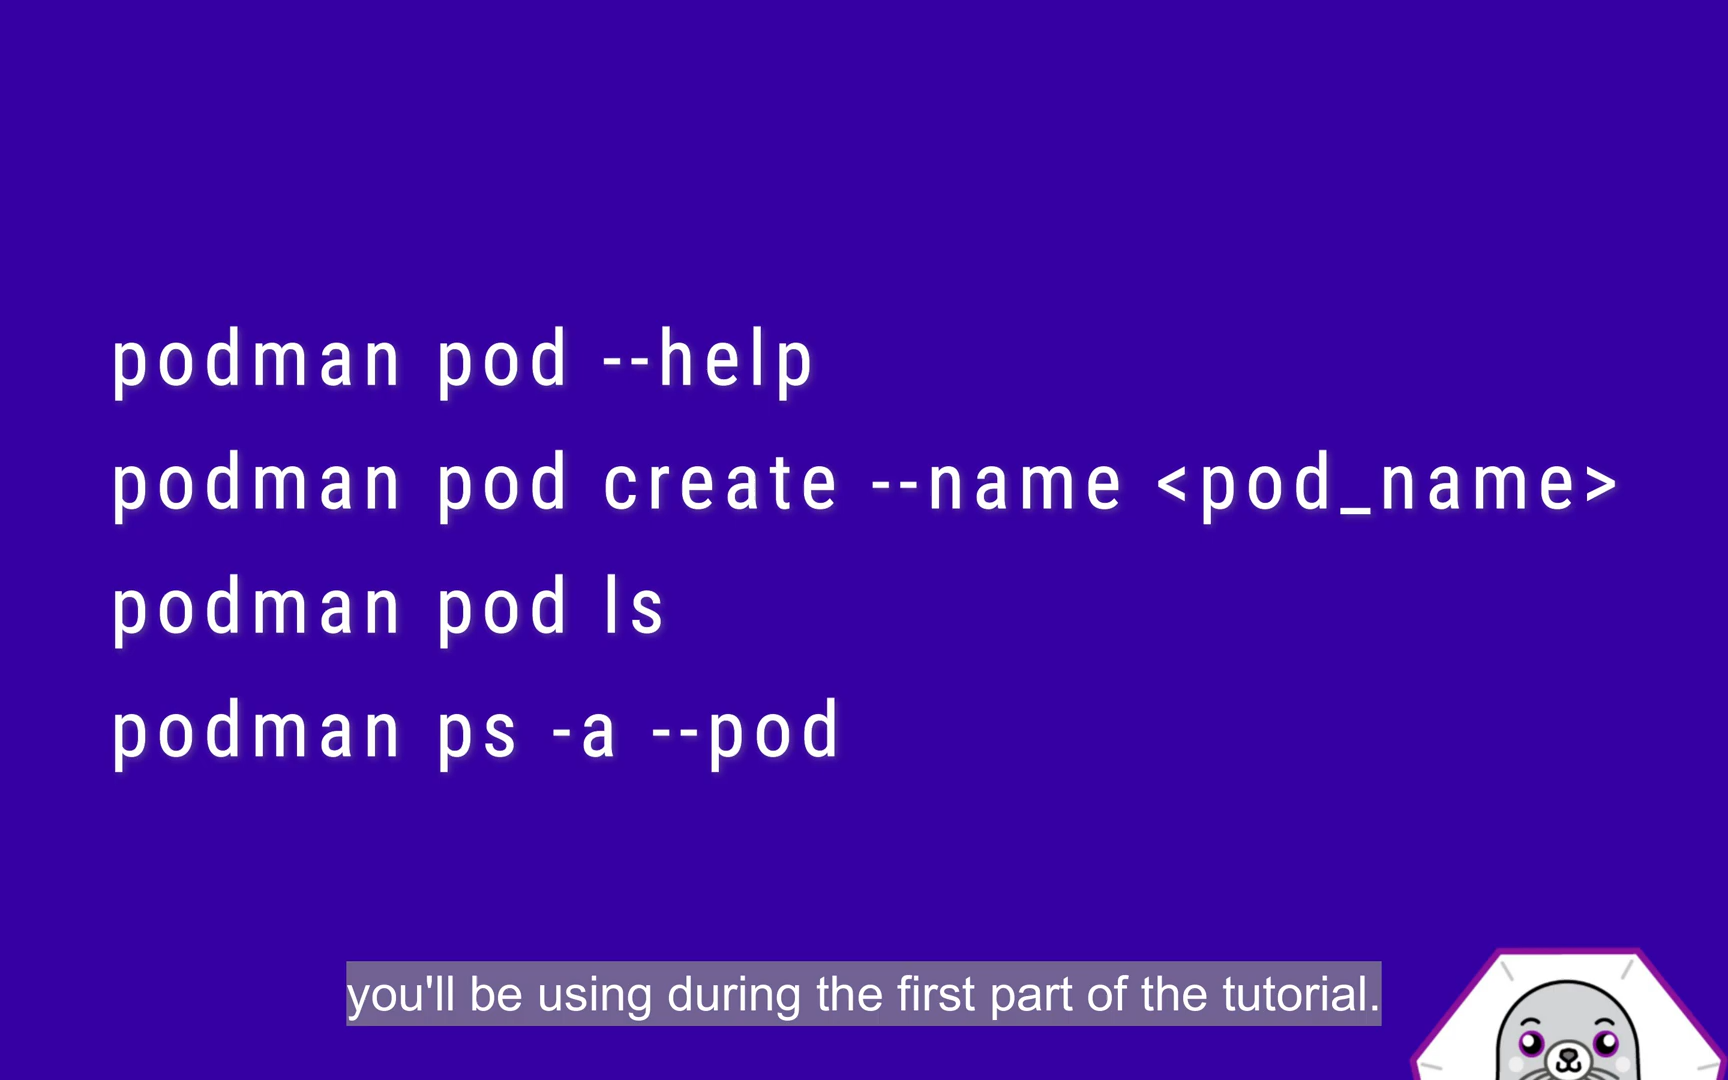 podman pod --help
podman pod create --name <pod_name>
podman pod ls
podman ps -a --pod
you'll be using during the first part of the tutorial.